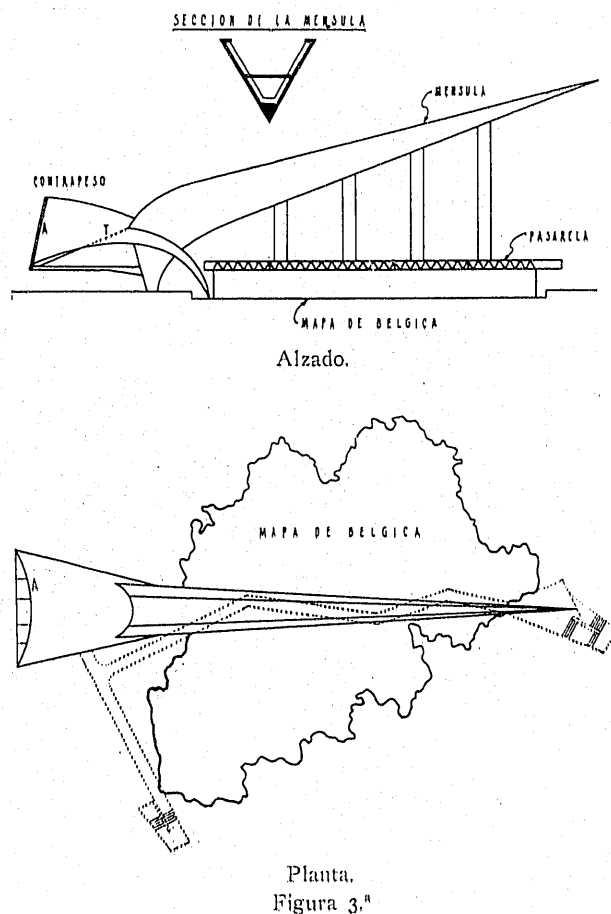 SECCION DE LA MENSULA
MENSULA
CONTRAPESO
A
T
PASARELA
MAPA DE BELGICA
Alzado.
MAPA DE BELGICA
A
Planta.
Figura 3.ª